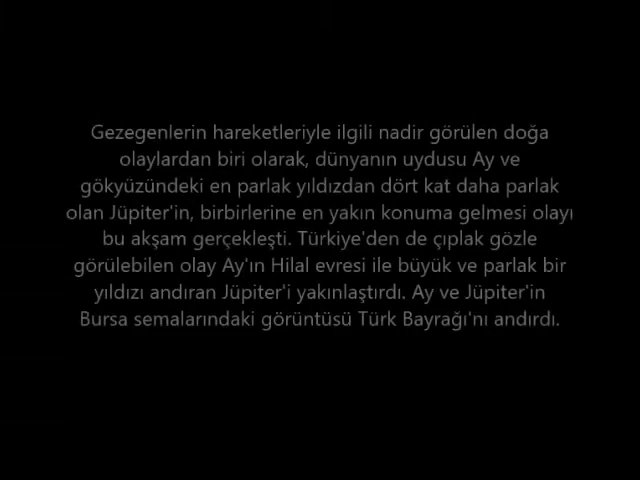 Gezegenlerin hareketleriyle ilgili nadir görülen doğa
olaylardan biri olarak, dünyanın uydusu Ay ve
gökyüzündeki en parlak yıldızdan dört kat daha parlak
olan Jüpiter'in, birbirlerine en yakın konuma gelmesi olayı
bu akşam gerçekleşti. Türkiye'den de çıplak gözle
görülebilen olay Ay'ın Hilal evresi ile büyük ve parlak bir
yıldızı andıran Jüpiter'i yakınlaştırdı. Ay ve Jüpiter'in
Bursa semalarındaki görüntüsü Türk Bayrağı'nı andırdı.